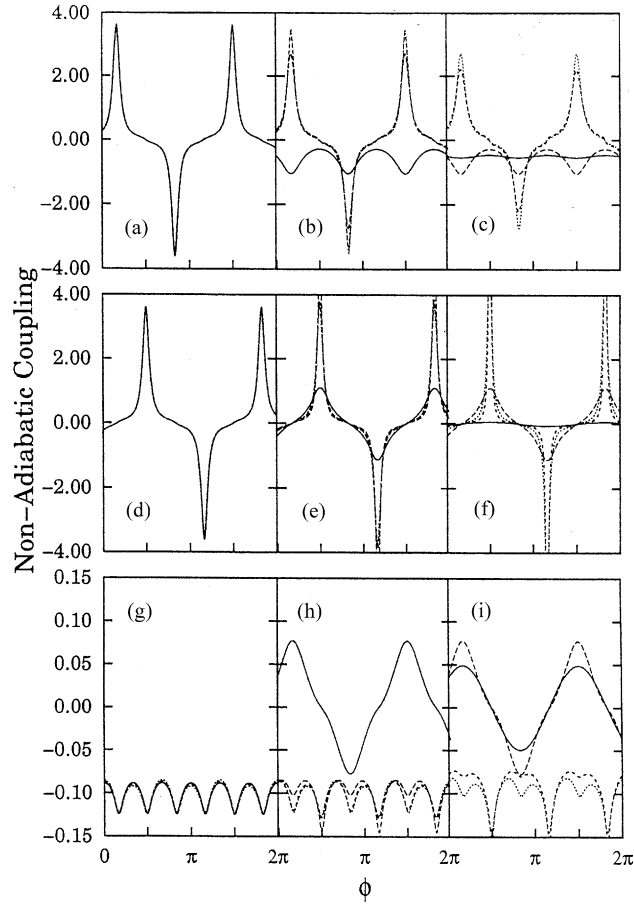 Non-Adiabatic Coupling
4.00
2.00
0.00
-2.00
-4.00
(a)
(b)
(c)
4.00
2.00
0.00
-2.00
-4.00
(d)
(e)
(f)
0.15
0.10
0.05
0.00
-0.05
-0.10
-0.15
(g)
(h)
(i)
0
π
2π
π
2π
π
2π
ϕ